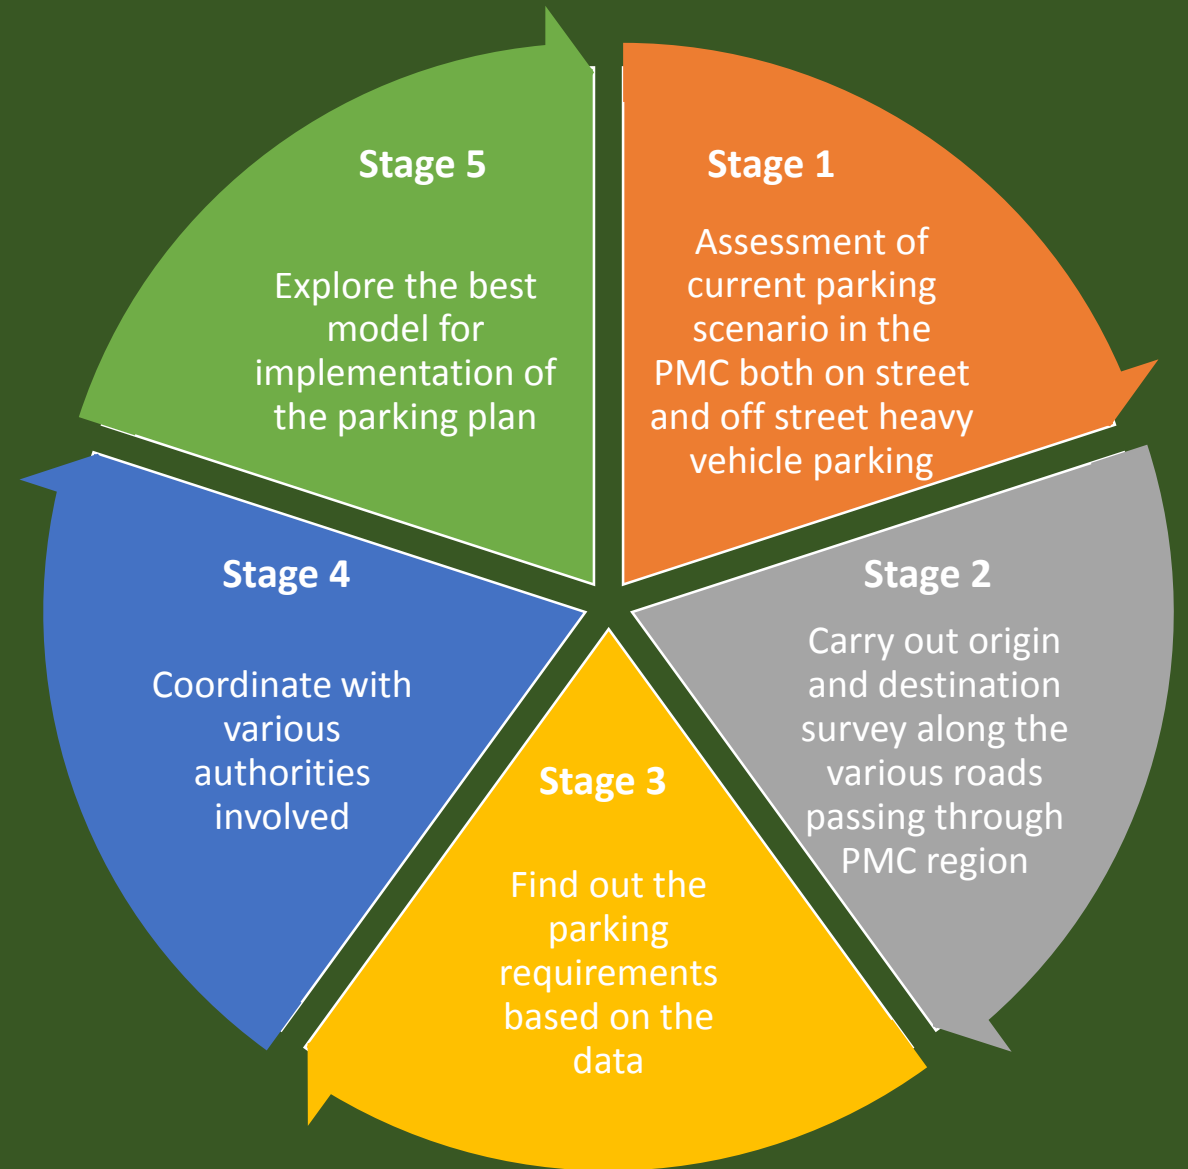 Stage 1
Assessment of
current parking
scenario in the
PMC both on street
and off street heavy
vehicle parking
Stage 2
Carry out origin
and destination
survey along the
various roads
passing through
PMC region
Stage 3
Find out the
parking
requirements
based on the
data
Stage 4
Coordinate with
various
authorities
involved
Stage 5
Explore the best
model for
implementation of
the parking plan